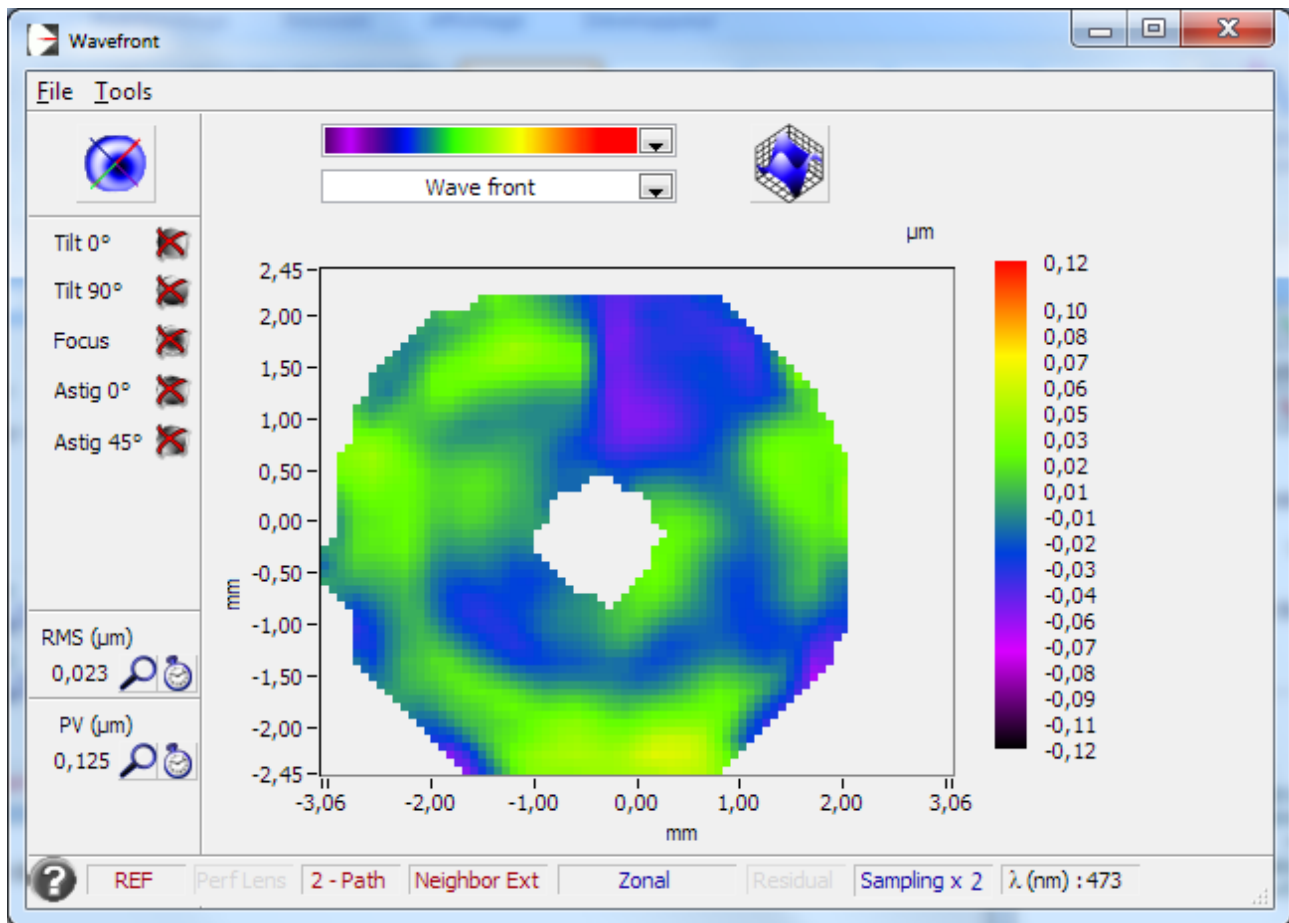 Wavefront
File Tools
Wave front
Tilt 0°
Tilt 90°
Focus
Astig 0°
Astig 45°
RMS (µm)
0,023
PV (µm)
0,125
µm
2,45
2,00
1,50
1,00
0,50
0,00
-0,50
-1,00
-1,50
-2,00
-2,45
mm
-3,06 -2,00 -1,00 0,00 1,00 2,00 3,06
mm
0,12
0,10
0,08
0,07
0,06
0,05
0,03
0,02
0,01
-0,01
-0,02
-0,03
-0,04
-0,06
-0,07
-0,08
-0,09
-0,11
-0,12
? REF Perf Lens 2 - Path Neighbor Ext Zonal Residual Sampling x 2 λ (nm) : 473